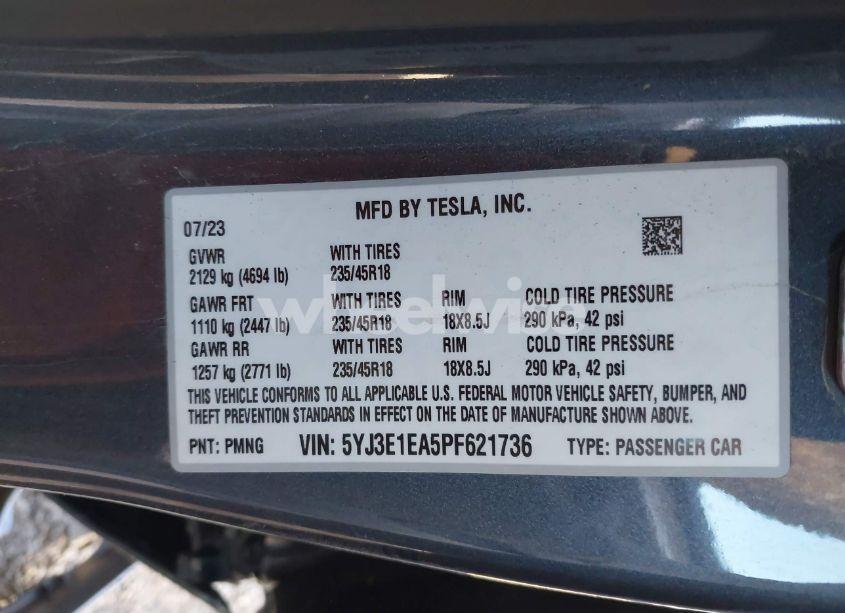 MFD BY TESLA, INC.
07/23
GVWR WITH TIRES
2129 kg (4694 lb) 235/45R18
GAWR FRT WITH TIRES RIM COLD TIRE PRESSURE
1110 kg (2447 lb) 235/45R18 18X8.5J 290 kPa, 42 psi
GAWR RR WITH TIRES RIM COLD TIRE PRESSURE
1257 kg (2771 lb) 235/45R18 18X8.5J 290 kPa, 42 psi
THIS VEHICLE CONFORMS TO ALL APPLICABLE U.S. FEDERAL MOTOR VEHICLE SAFETY, BUMPER, AND
THEFT PREVENTION STANDARDS IN EFFECT ON THE DATE OF MANUFACTURE SHOWN ABOVE.
PNT: PMNG VIN: 5YJ3E1EA5PF621736 TYPE: PASSENGER CAR